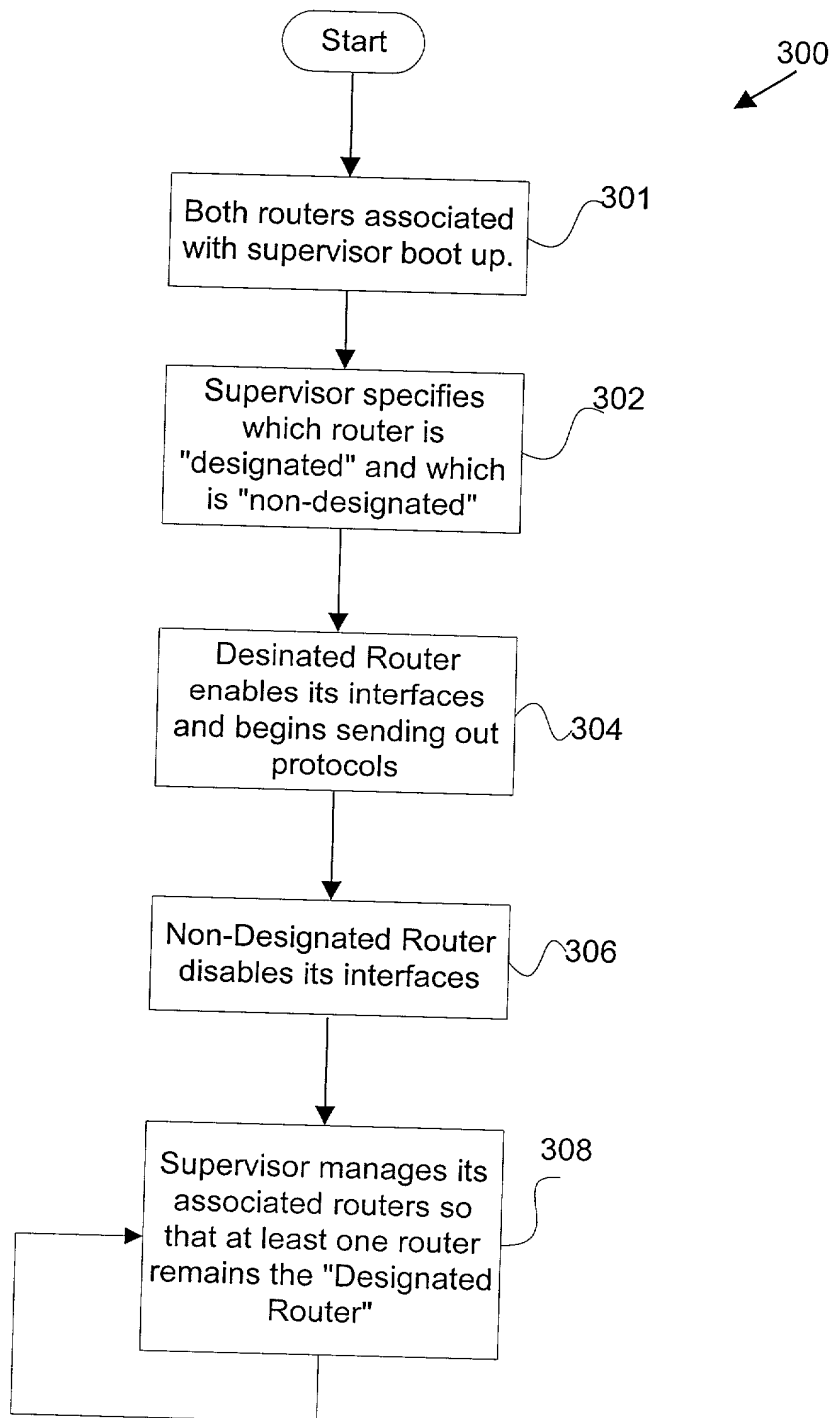 Start
300
Both routers associated
with supervisor boot up.
301
Supervisor specifies
which router is
"designated" and which
is "non-designated"
302
Desinated Router
enables its interfaces
and begins sending out
protocols
304
Non-Designated Router
disables its interfaces
306
Supervisor manages its
associated routers so
that at least one router
remains the "Designated
Router"
308